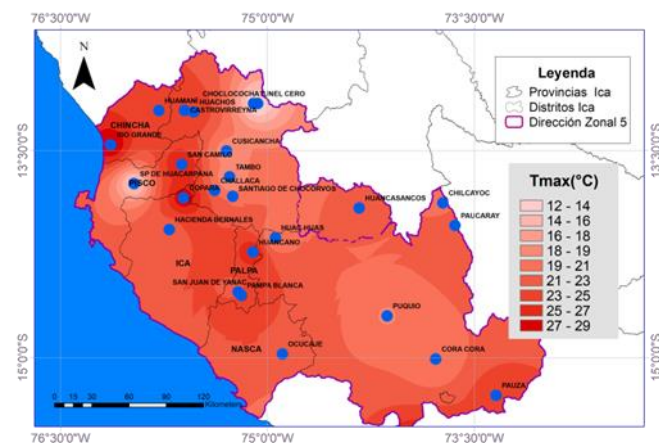 76°30'0"W 75°0'0"W 73°30'0"W
N
Leyenda
Provincias Ica
Distritos Ica
Dirección Zonal 5
CHOCLOCOCHA TUNEL CERO
HUAMANI HUACHOS
CASTROVIRREYNA
CHINCHA
RIO GRANDE
CUSICANCHA
13°30'0"S 13°30'0"S
SAN CAMILO
TAMBO
SP DE HUACARPANA
PISCO
CHALLACA
COPARA
SANTIAGO DE CHOCORVOS
HUANCASANCOS
CHILCAYOC
PAUCARAY
Tmax(°C)
12 - 14
14 - 16
16 - 18
18 - 19
19 - 21
21 - 23
23 - 25
25 - 27
27 - 29
HACIENDA BERNALES
HUAC HUAS
HUANCANO
ICA
PALPA
SAN JUAN DE YANAC
PAMPA BLANCA
PUQUIO
NASCA
OCUCAJE
CORA CORA
15°0'0"S 15°0'0"S
PAUZA
0 15 30 60 90 120
Kilometers
76°30'0"W 75°0'0"W 73°30'0"W